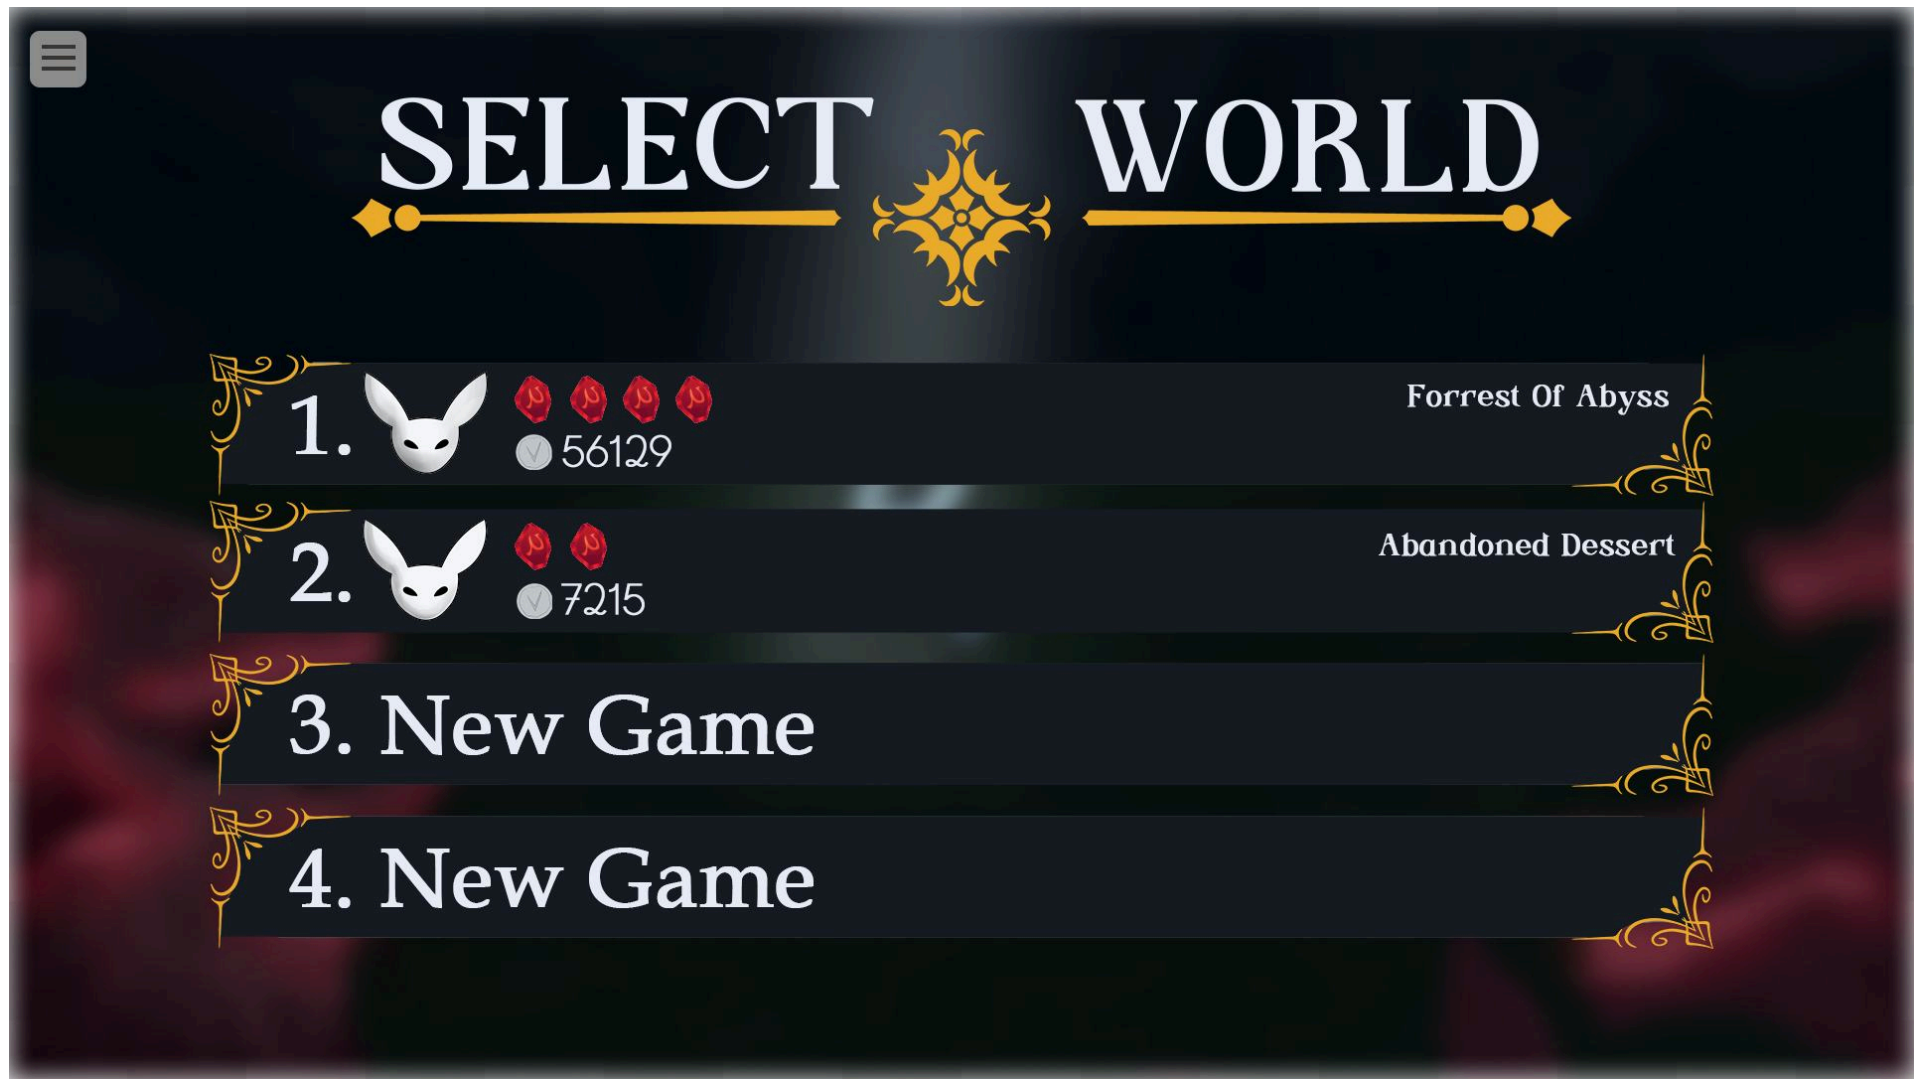 SELECT WORLD
1. 56129 Forrest Of Abyss
2. 7215 Abandoned Dessert
3. New Game
4. New Game